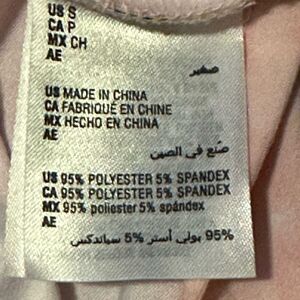 US S
CA P
MX CH
AE
صغير
US MADE IN CHINA
CA FABRIQUÉ EN CHINE
MX HECHO EN CHINA
AE
صنع في الصين
US 95% POLYESTER 5% SPANDEX
CA 95% POLYESTER 5% SPANDEX
MX 95% poliester 5% spándex
AE
95% بولي أستر 5% سباندكس